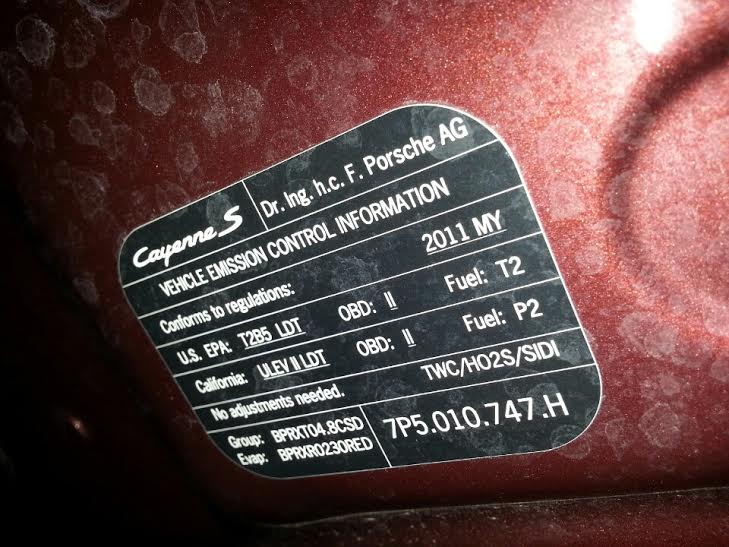 Cayenne S Dr. Ing. h.c. F. Porsche AG
VEHICLE EMISSION CONTROL INFORMATION
Conforms to regulations: 2011 MY
U.S. EPA: T2B5 LDT OBD: II Fuel: T2
California: ULEV II LDT OBD: II Fuel: P2
No adjustments needed. TWC/HO2S/SIDI
Group: BPRXT04.8CSD
Evap: BPRXR0230RED
7P5.010.747.H